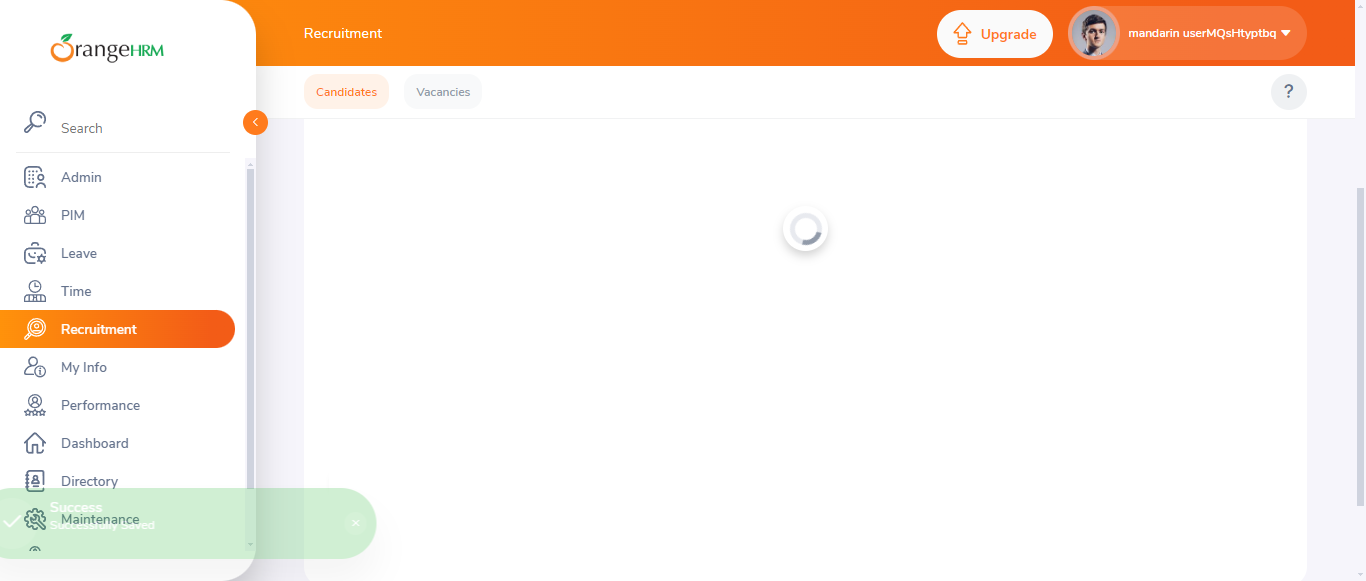 OrangeHRM
Recruitment
Upgrade
mandarin userMQsHtyptbq
Candidates
Vacancies
?
Search
Admin
PIM
Leave
Time
Recruitment
My Info
Performance
Dashboard
Directory
Success
Successfully Saved
Maintenance